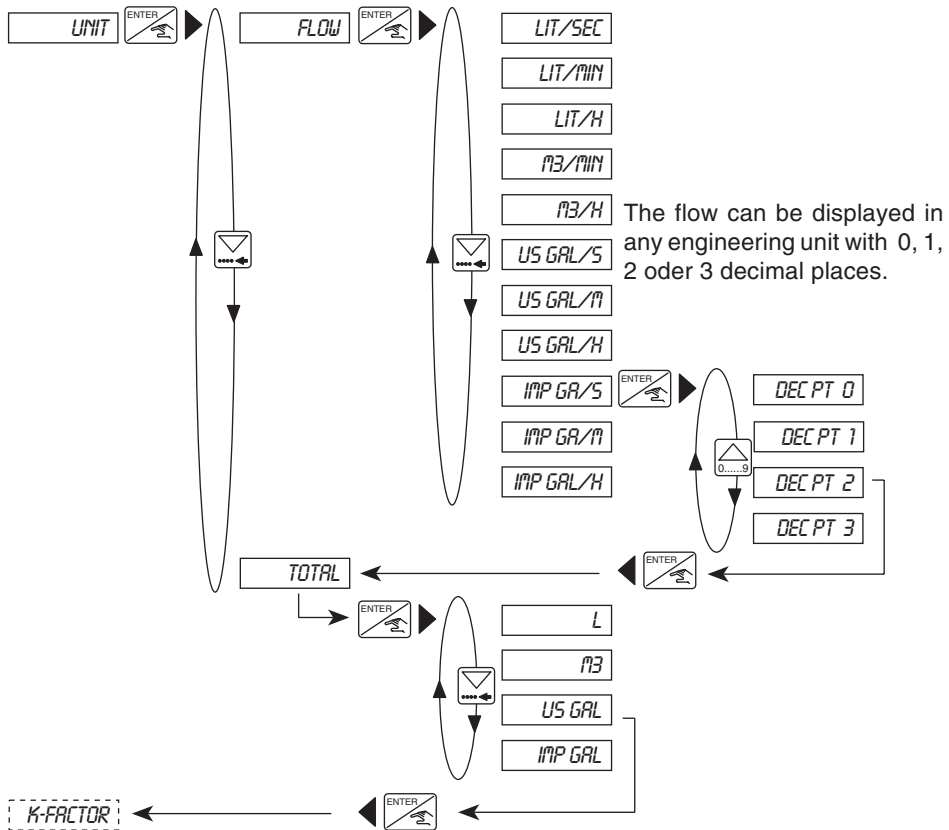 UNIT ENTER FLOW ENTER LIT/SEC
LIT/MIN
LIT/H
M3/MIN
M3/H
US GAL/S
US GAL/M
US GAL/H
IMP GA/S ENTER
IMP GA/M
IMP GAL/H
The flow can be displayed in
any engineering unit with 0, 1,
2 oder 3 decimal places.
DEC PT 0
DEC PT 1
0......9
DEC PT 2
DEC PT 3
TOTAL ENTER
ENTER L
M3
US GAL
IMP GAL
K-FACTOR ENTER